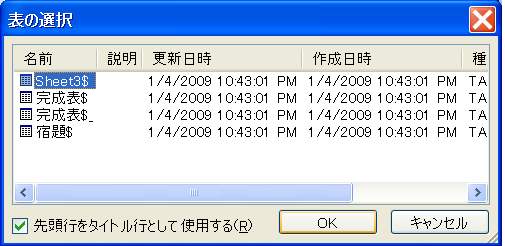 表の選択
名前 説明 更新日時 作成日時 種
Sheet3$ 1/4/2009 10:43:01 PM 1/4/2009 10:43:01 PM TA
完成表$ 1/4/2009 10:43:01 PM 1/4/2009 10:43:01 PM TA
完成表$_ 1/4/2009 10:43:01 PM 1/4/2009 10:43:01 PM TA
宿題$ 1/4/2009 10:43:01 PM 1/4/2009 10:43:01 PM TA
先頭行をタイトル行として使用する(R) OK キャンセル